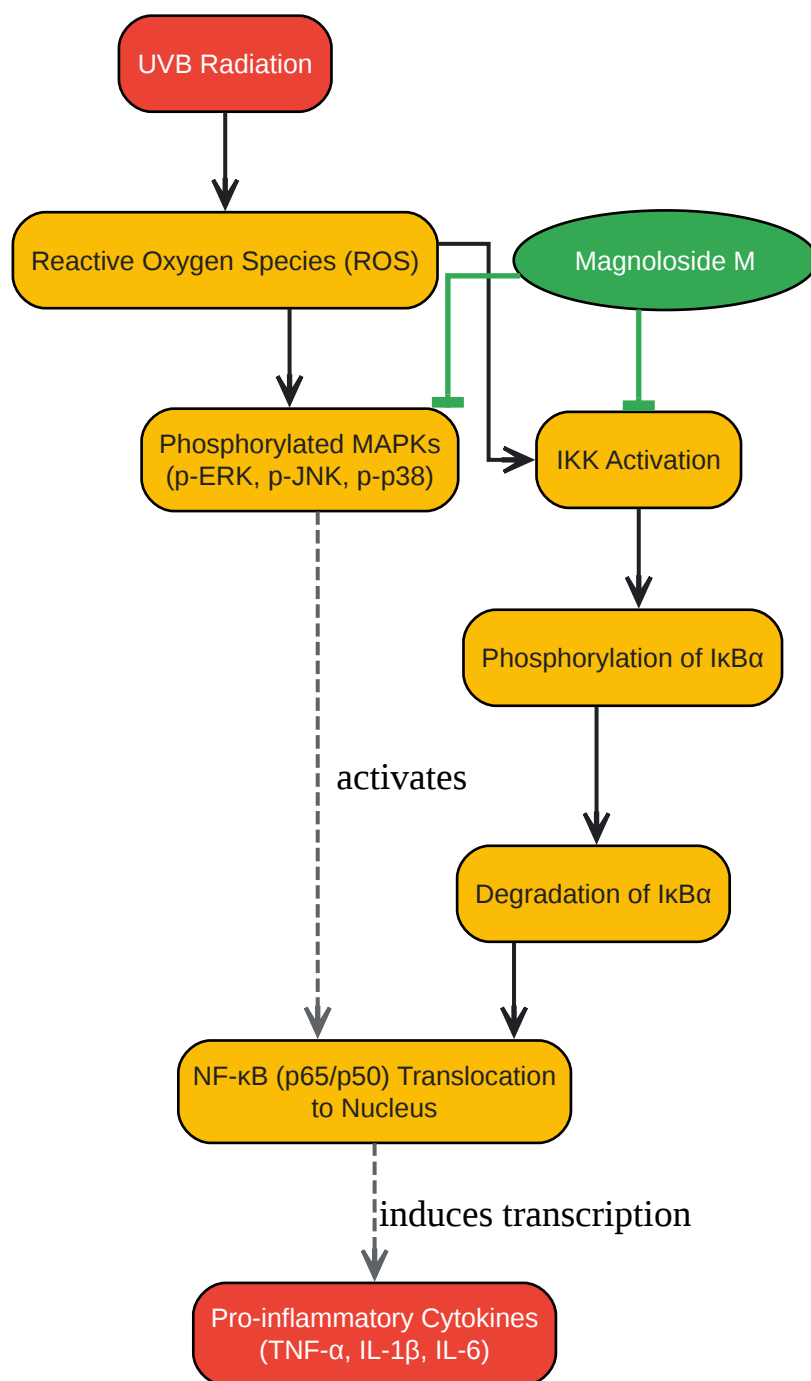 UVB Radiation
Reactive Oxygen Species (ROS)
Magnoloside M
Phosphorylated MAPKs
(p-ERK, p-JNK, p-p38)
IKK Activation
Phosphorylation of IκBα
activates
Degradation of IκBα
NF-κB (p65/p50) Translocation
to Nucleus
induces transcription
Pro-inflammatory Cytokines
(TNF-α, IL-1β, IL-6)